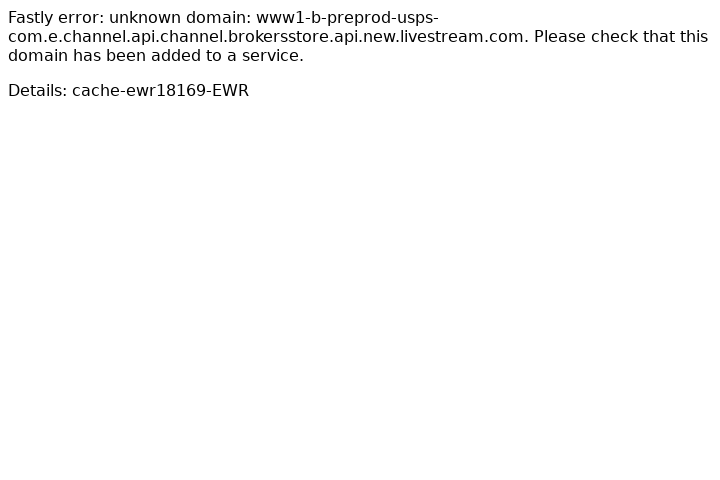 Fastly error: unknown domain: www1-b-preprod-usps-
com.e.channel.api.channel.brokersstore.api.new.livestream.com. Please check that this
domain has been added to a service.
Details: cache-ewr18169-EWR